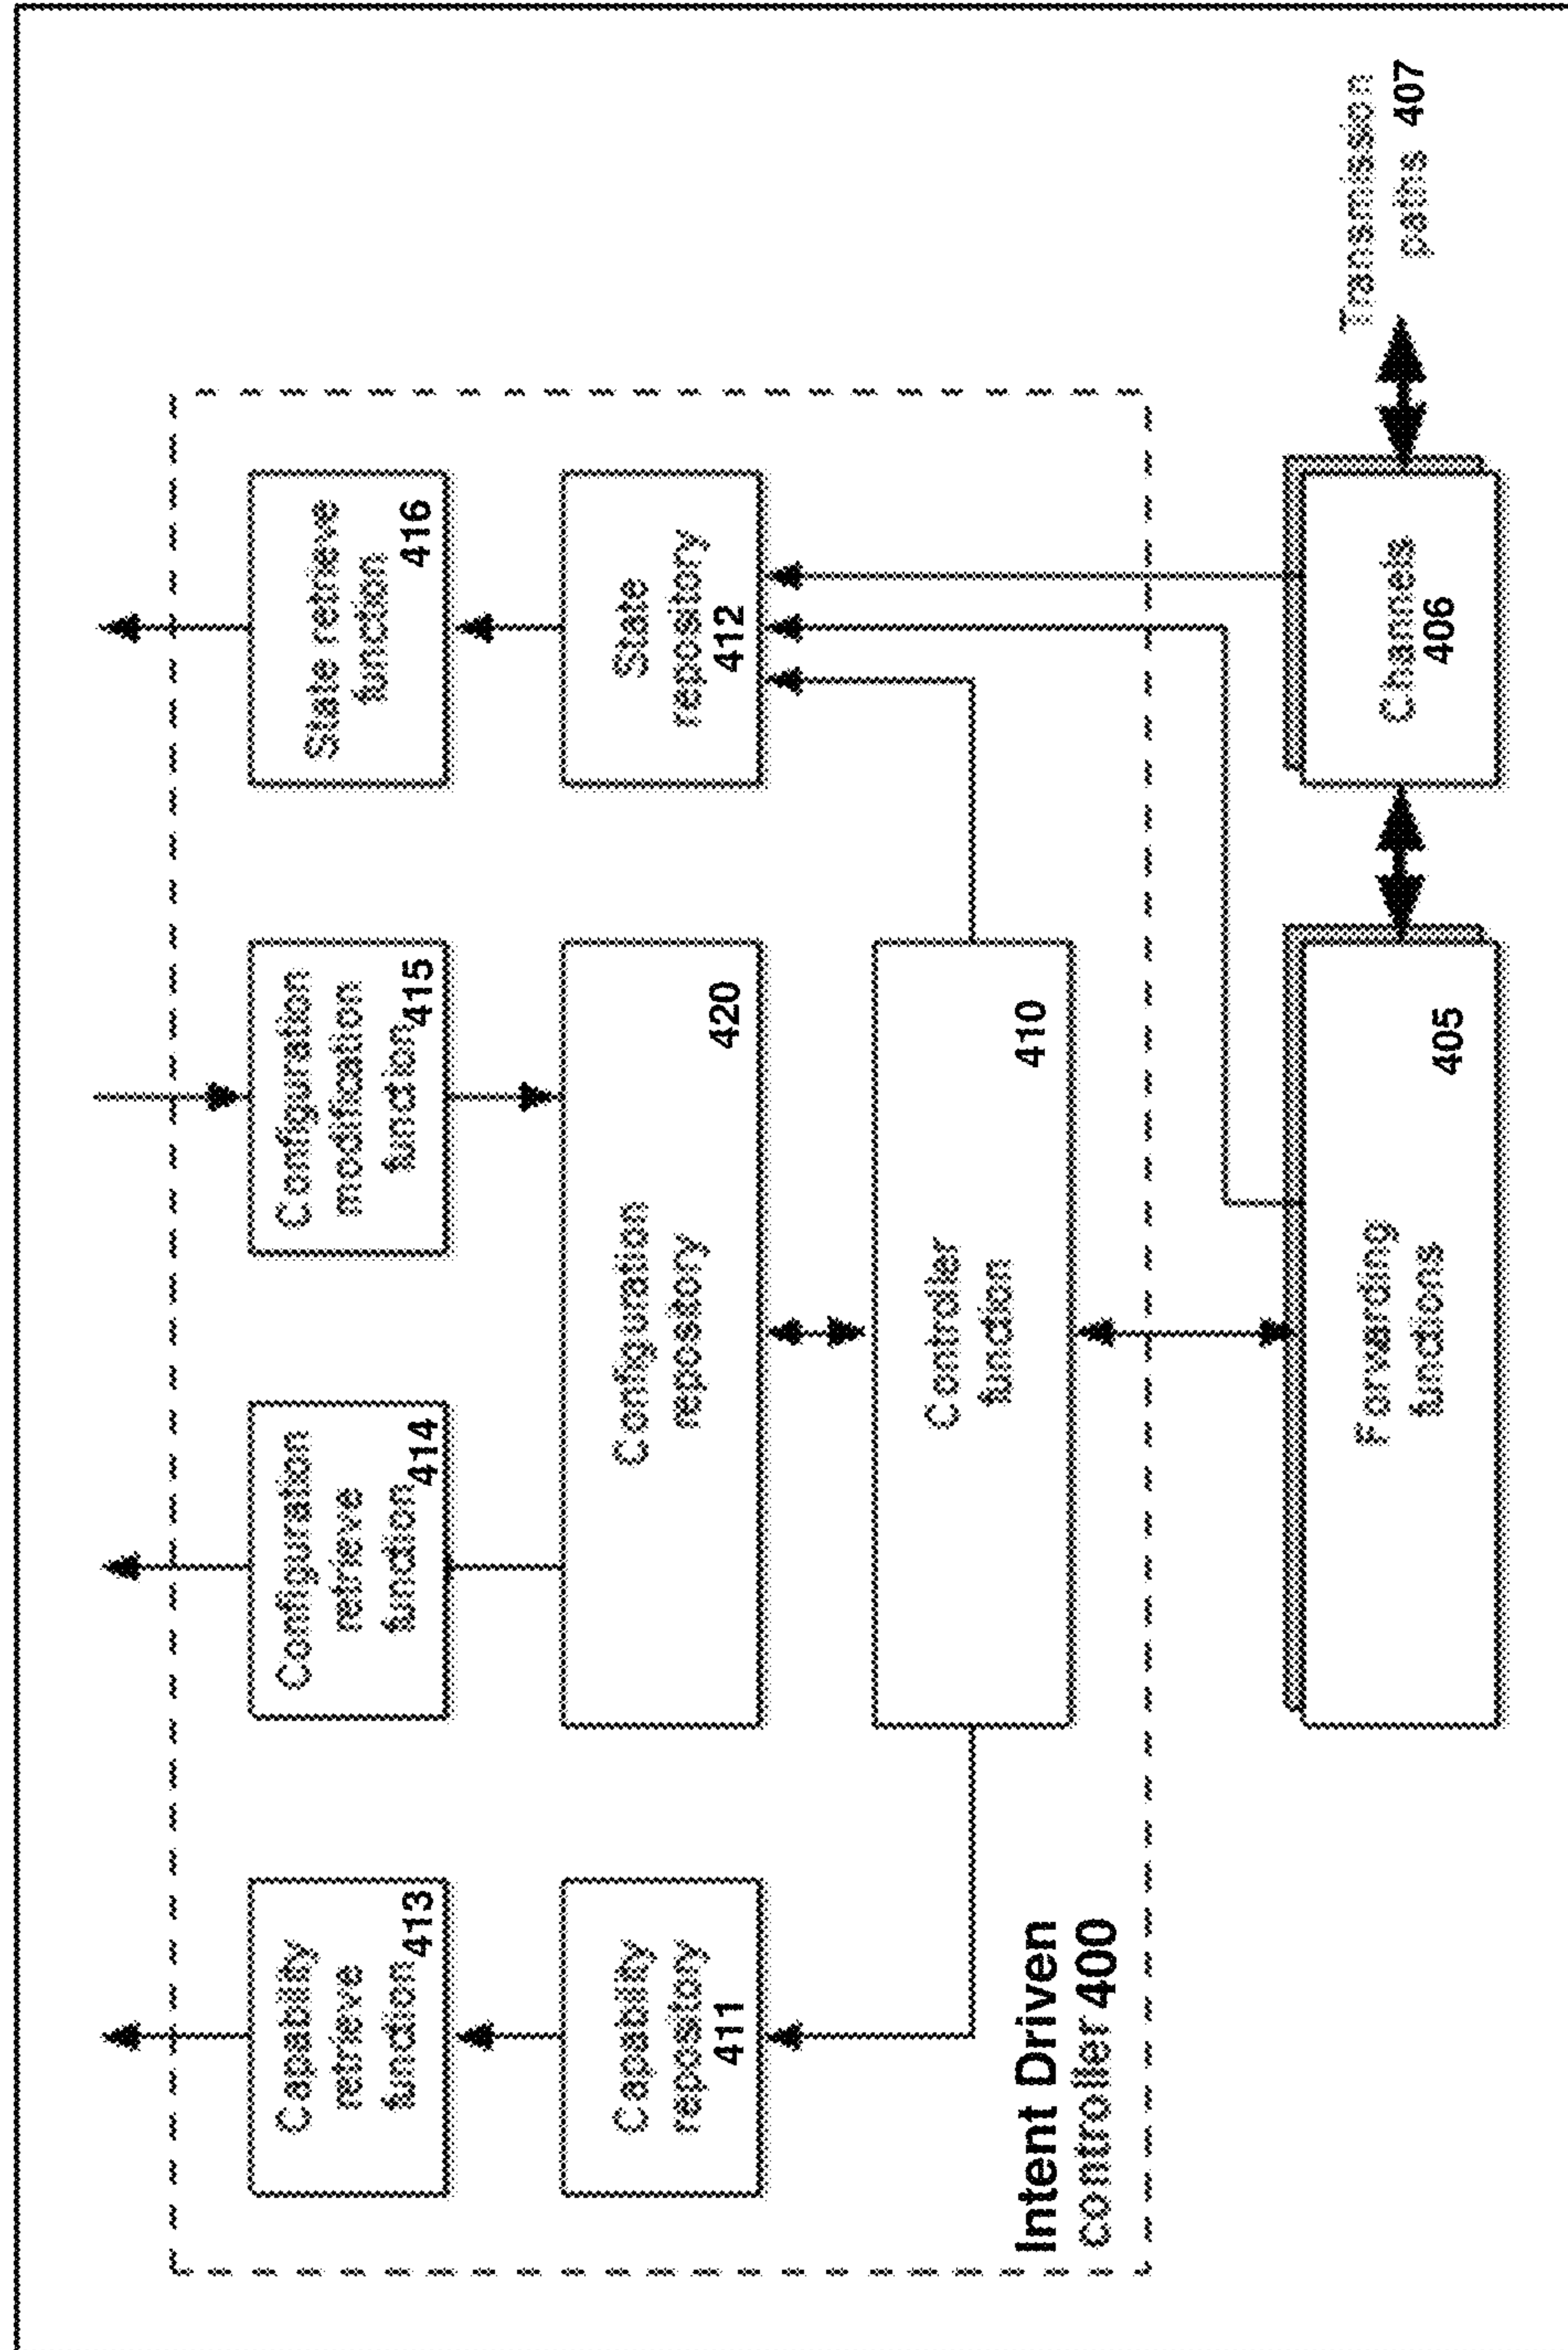 Capability
retrieve
function 413
Configuration
retrieve
function 414
Configuration
modification
function 415
State retrieve
function
416
Capability
repository
411
Configuration
repository
420
State
repository
412
Controller
function
410
Intent Driven
controller 400
Forwarding
functions
405
Channels
406
Transmission
paths 407